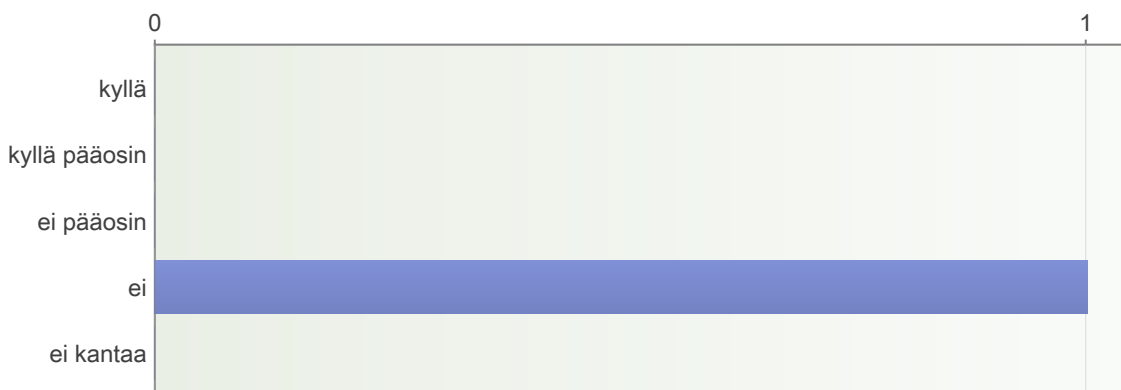 0 1
kyllä
kyllä pääosin
ei pääosin
ei
ei kantaa